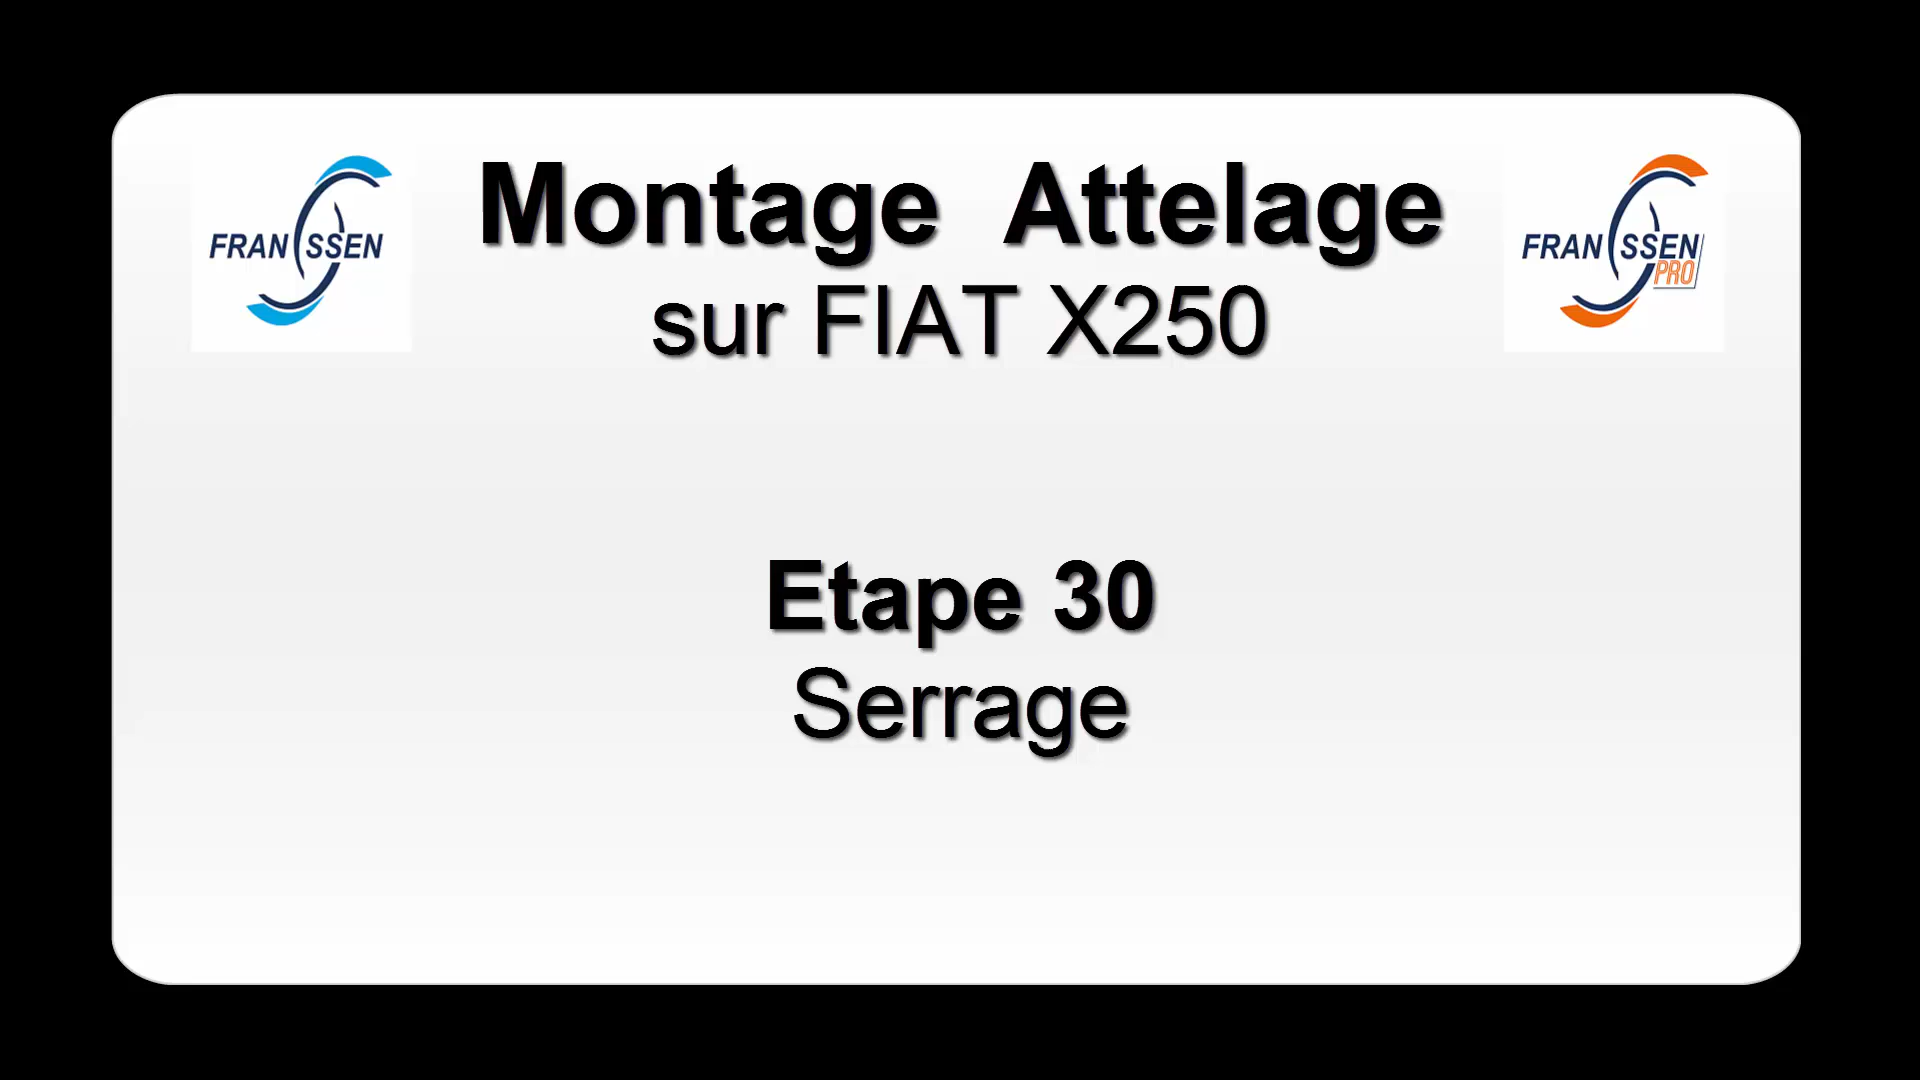 FRANSSEN
Montage Attelage
sur FIAT X250
FRANSSEN
PRO
Etape 30
Serrage